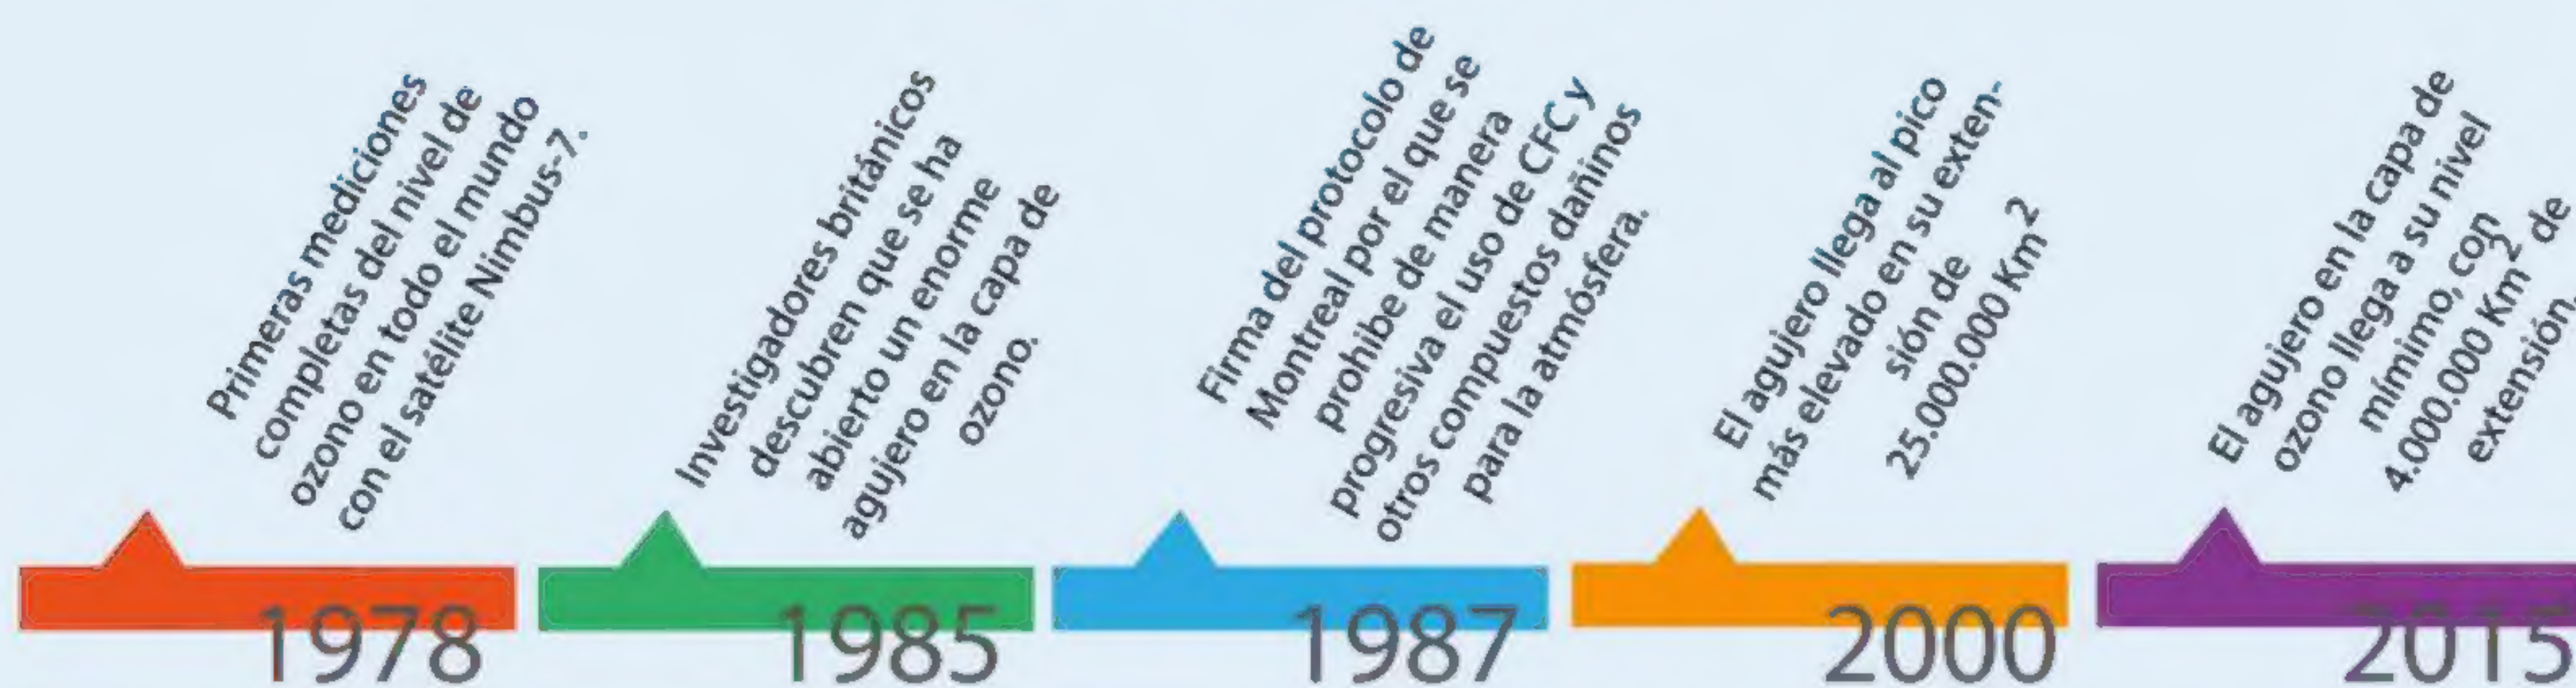 Primeras mediciones
completas del nivel de
ozono en todo el mundo
con el satélite Nimbus-7.
1978
Investigadores británicos
descubren que se ha
abierto un enorme
agujero en la capa de
ozono.
1985
Firma del protocolo de
Montreal por el que se
prohibe de manera
progresiva el uso de CFC y
otros compuestos dañinos
para la atmósfera.
1987
El agujero llega al pico
más elevado en su exten-
sión de
25.000.000 Km²
2000
El agujero en la capa de
ozono llega a su nivel
mímimo, con
4.000.000 Km² de
extensión
2015